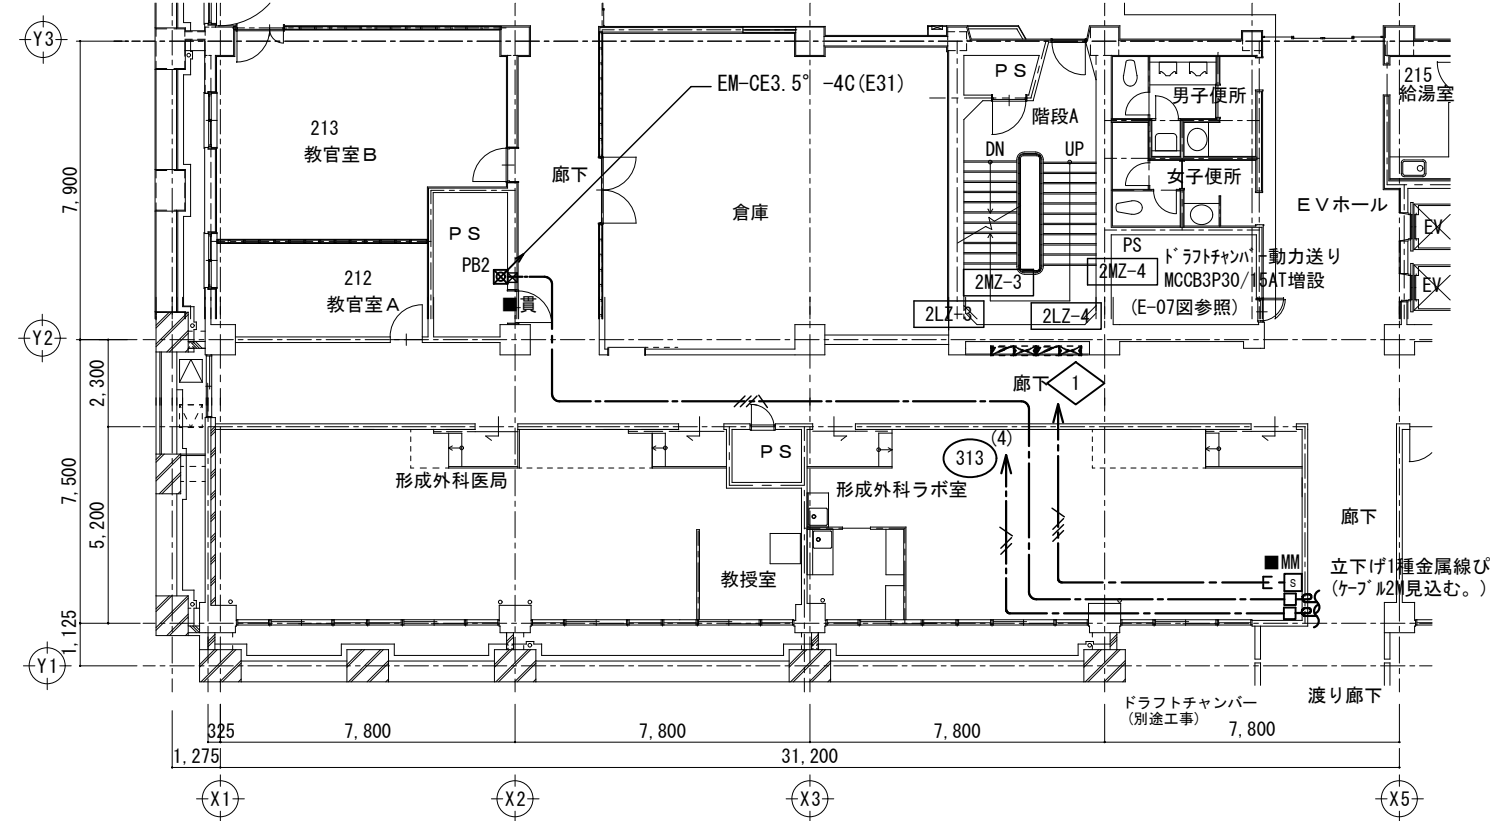 Y3
EM-CE3.5° -4C(E31)
PS
215
給湯室
男子便所
213
教官室B
階段A
DN
UP
廊下
女子便所
7,900
倉庫
EVホール
PS
PS
EV
PB2
ドラフトチャンバー動力送り
212
教官室A
2MZ-3
2MZ-4
MCCB3P30/15AT増設
EV
貫
(E-07図参照)
2LZ-3
2LZ-4
Y2
2,300
廊下
1
(4)
PS
313
7,500
形成外科医局
形成外科ラボ室
5,200
廊下
MM
立下げ1種金属線ぴ
(ケーブル2M見込む。)
教授室
E
S
1,125
Y1
渡り廊下
ドラフトチャンバー
(別途工事)
325
7,800
7,800
7,800
7,800
1,275
31,200
X1
X2
X3
X5